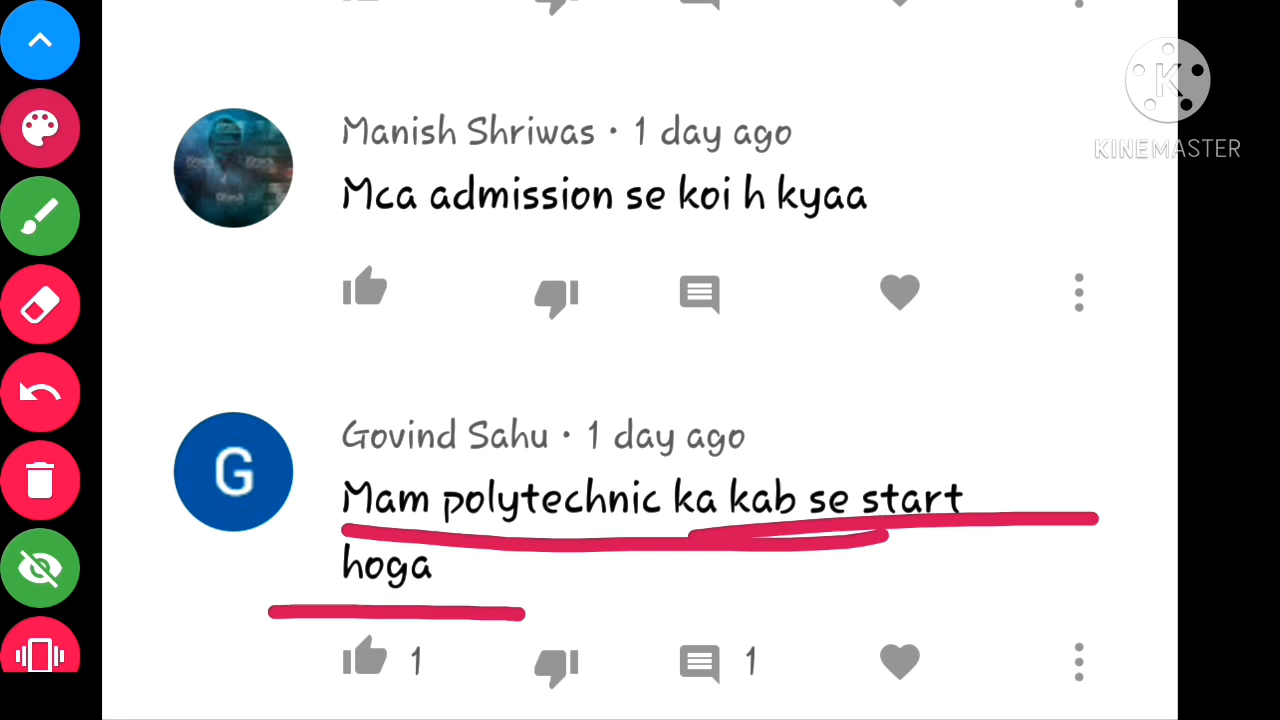 K
KINEMASTER
Manish Shriwas • 1 day ago
Mca admission se koi h kyaa
G
Govind Sahu • 1 day ago
Mam polytechnic ka kab se start
hoga
1
1